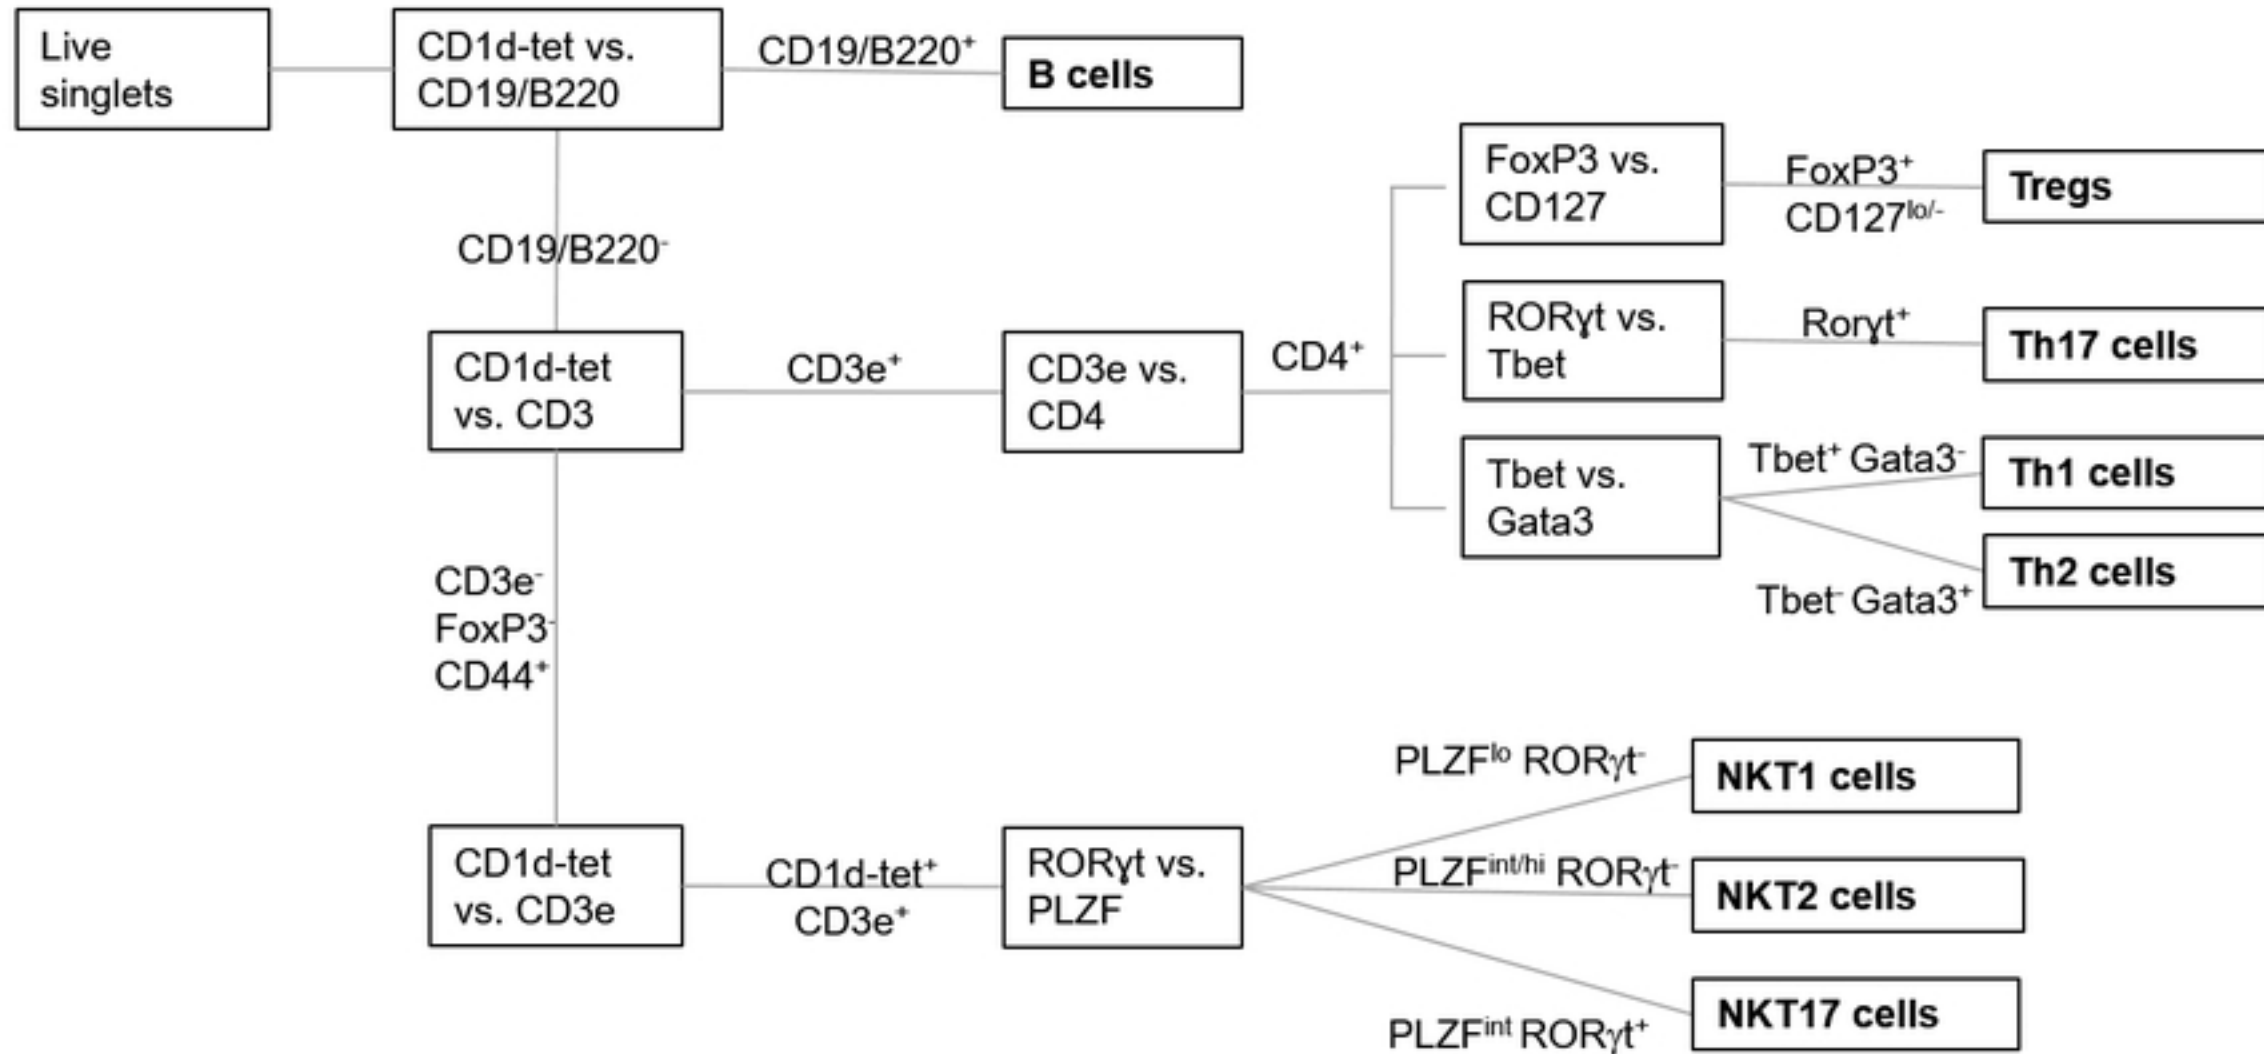 Live
singlets
CD1d-tet vs.
CD19/B220
CD19/B220⁺
B cells
CD19/B220⁻
CD1d-tet
vs. CD3
CD3e⁺
CD3e vs.
CD4
CD4⁺
FoxP3 vs.
CD127
FoxP3⁺
CD127ˡᵒ/⁻
Tregs
RORɣt vs.
Tbet
Rorɣt⁺
Th17 cells
Tbet vs.
Gata3
Tbet⁺ Gata3⁻
Th1 cells
Th2 cells
Tbet⁻ Gata3⁺
CD3e⁻
FoxP3⁻
CD44⁺
CD1d-tet
vs. CD3e
CD1d-tet⁺
CD3e⁺
RORɣt vs.
PLZF
PLZFˡᵒ RORγt⁻
NKT1 cells
PLZFⁱⁿᵗ/ʰⁱ RORγt⁻
NKT2 cells
PLZFⁱⁿᵗ RORγt⁺
NKT17 cells